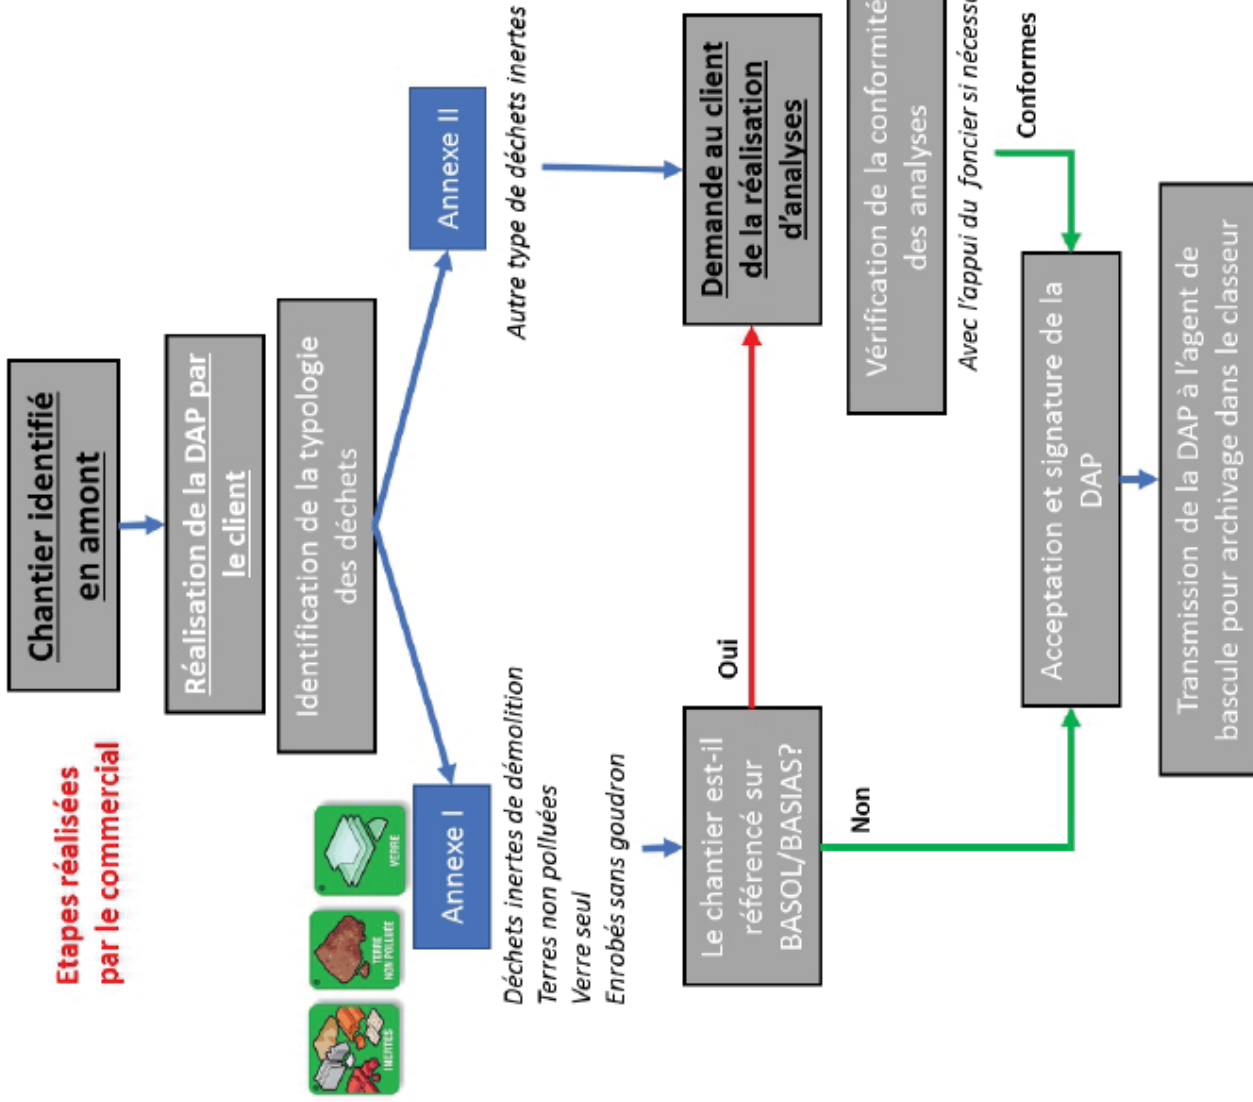 Etapes réalisées
par le commercial
Chantier identifié
en amont
Réalisation de la DAP par
le client
Identification de la typologie
des déchets
INERTES
TERRE
NON POLLUÉE
VERRE
Annexe I
Annexe II
Déchets inertes de démolition
Terres non polluées
Verre seul
Enrobés sans goudron
Autre type de déchets inertes
Le chantier est-il
référencé sur
BASOL/BASIAS?
Oui
Demande au client
de la réalisation
d'analyses
Non
Vérification de la conformité
des analyses
Avec l'appui du foncier si nécess
Conformes
Acceptation et signature de la
DAP
Transmission de la DAP à l'agent de
bascule pour archivage dans le classeur